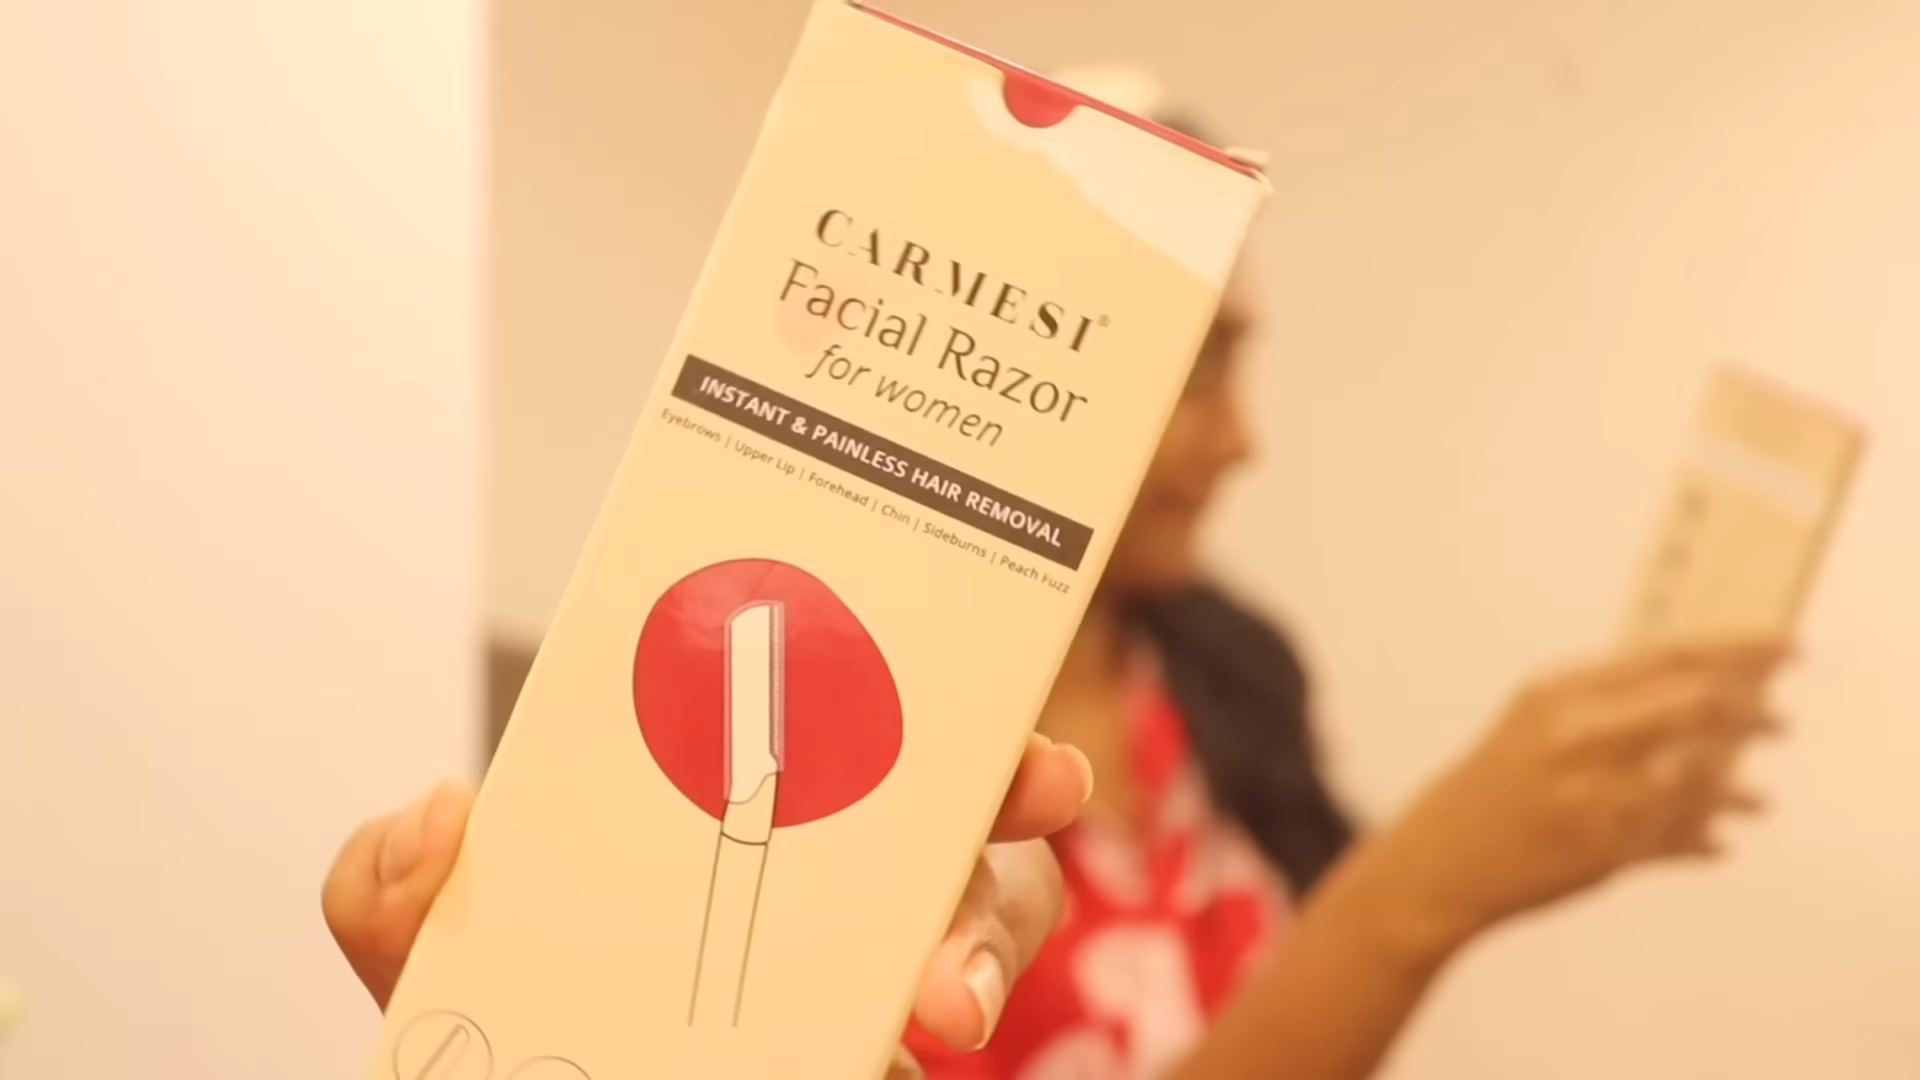 CARMESI®
Facial Razor
for women
INSTANT & PAINLESS HAIR REMOVAL
Eyebrows | Upper Lip | Forehead | Chin | Sideburns | Peach Fuzz